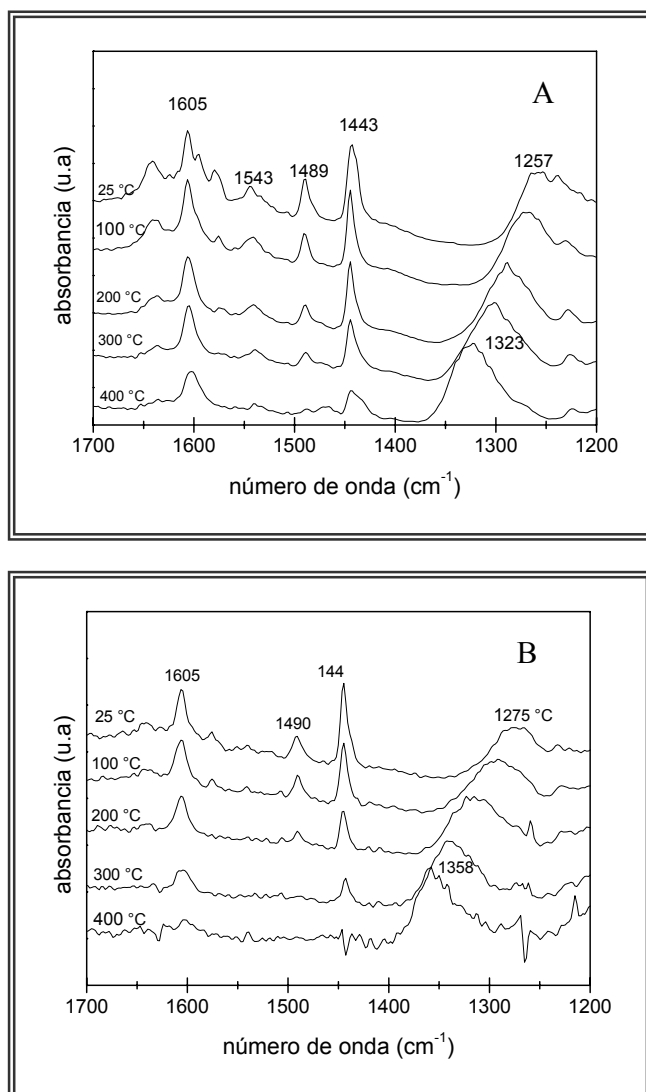 A
1605
1443
1257
1543
1489
25 °C
100 °C
200 °C
300 °C
1323
400 °C
absorbancia (u.a)
1700 1600 1500 1400 1300 1200
número de onda (cm-1)
B
1605
144
1490
1275 °C
25 °C
100 °C
200 °C
300 °C
1358
400 °C
absorbancia (u.a)
1700 1600 1500 1400 1300 1200
número de onda (cm-1)